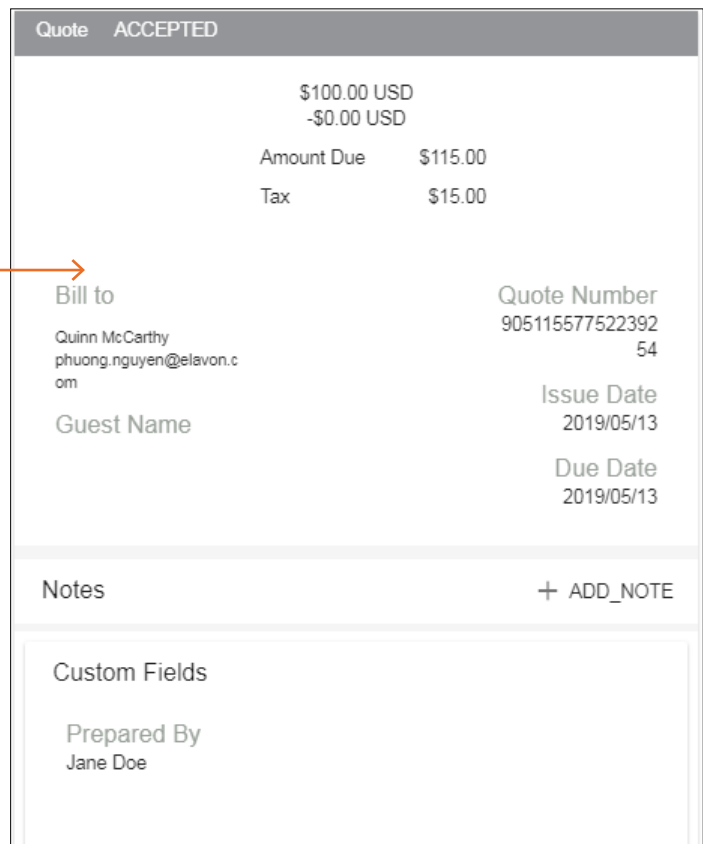 Quote ACCEPTED
$100.00 USD
-$0.00 USD
Amount Due $115.00
Tax $15.00
Bill to
Quinn McCarthy
phuong.nguyen@elavon.c
om
Guest Name
Quote Number
905115577522392
54
Issue Date
2019/05/13
Due Date
2019/05/13
Notes
+ ADD_NOTE
Custom Fields
Prepared By
Jane Doe